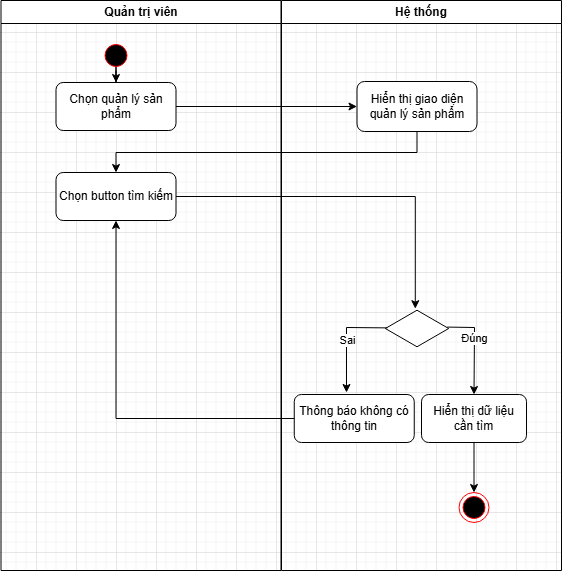 Quản trị viên
Hệ thống
Chọn quản lý sản
phẩm
Hiển thị giao diện
quản lý sản phẩm
Chọn button tìm kiếm
Sai
Đúng
Thông báo không có
thông tin
Hiển thị dữ liệu
cần tìm